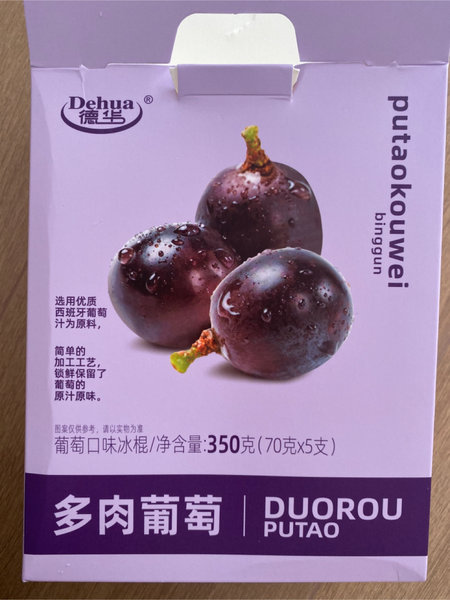 Dehua®
德华
putaokouwei
binggun
选用优质
西班牙葡萄
汁为原料,
简单的
加工工艺,
锁鲜保留了
葡萄的
原汁原味。
图案仅供参考,请以实物为准
葡萄口味冰棍/净含量:350克(70克x5支)
多肉葡萄
DUOROU
PUTAO